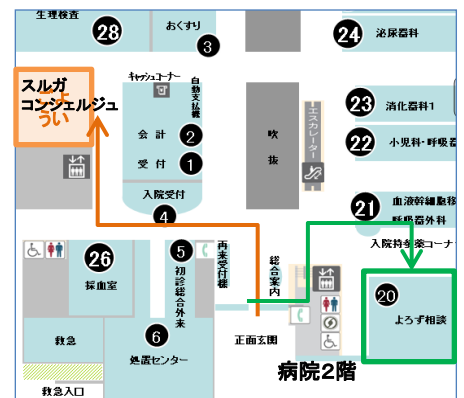 生理検査
28
おくすり
3
24
泌尿器科
スルガ
コンシェルジュ
キャッシュコーナー
自動支払機
会計
2
受付
1
入院受付
4
吹抜
エスカレーター
23
消化器科1
22
小児科・呼吸器
21
血液幹細胞移
呼吸器外科
入院持参薬コーナ
26
採血室
5
初診総合外来
再来受付機
総合案内
20
よろず相談
6
処置センター
正面玄関
救急
救急入口
病院2階